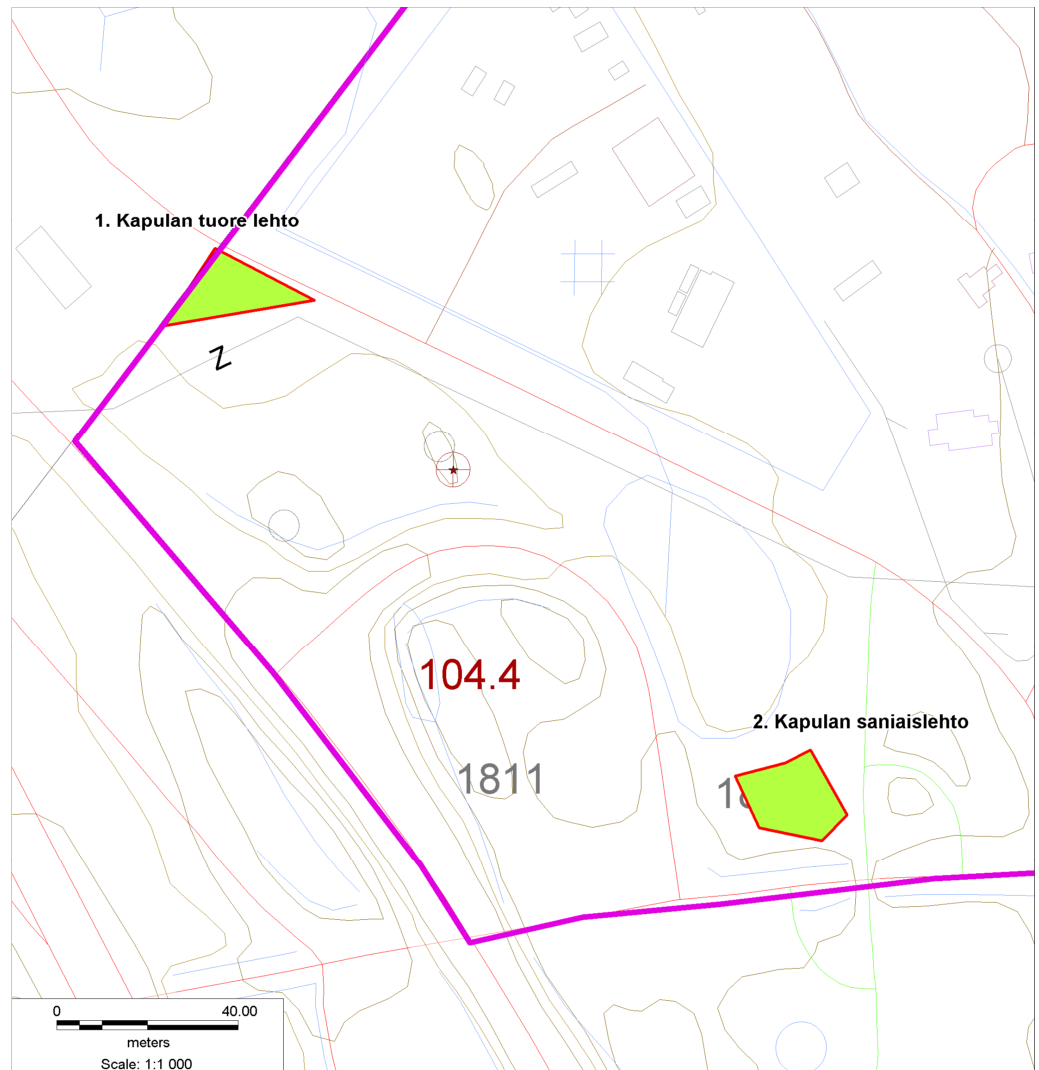 1. Kapulan tuore lehto
Z
104.4
2. Kapulan saniaislehto
1811
0 40.00
meters
Scale: 1:1 000